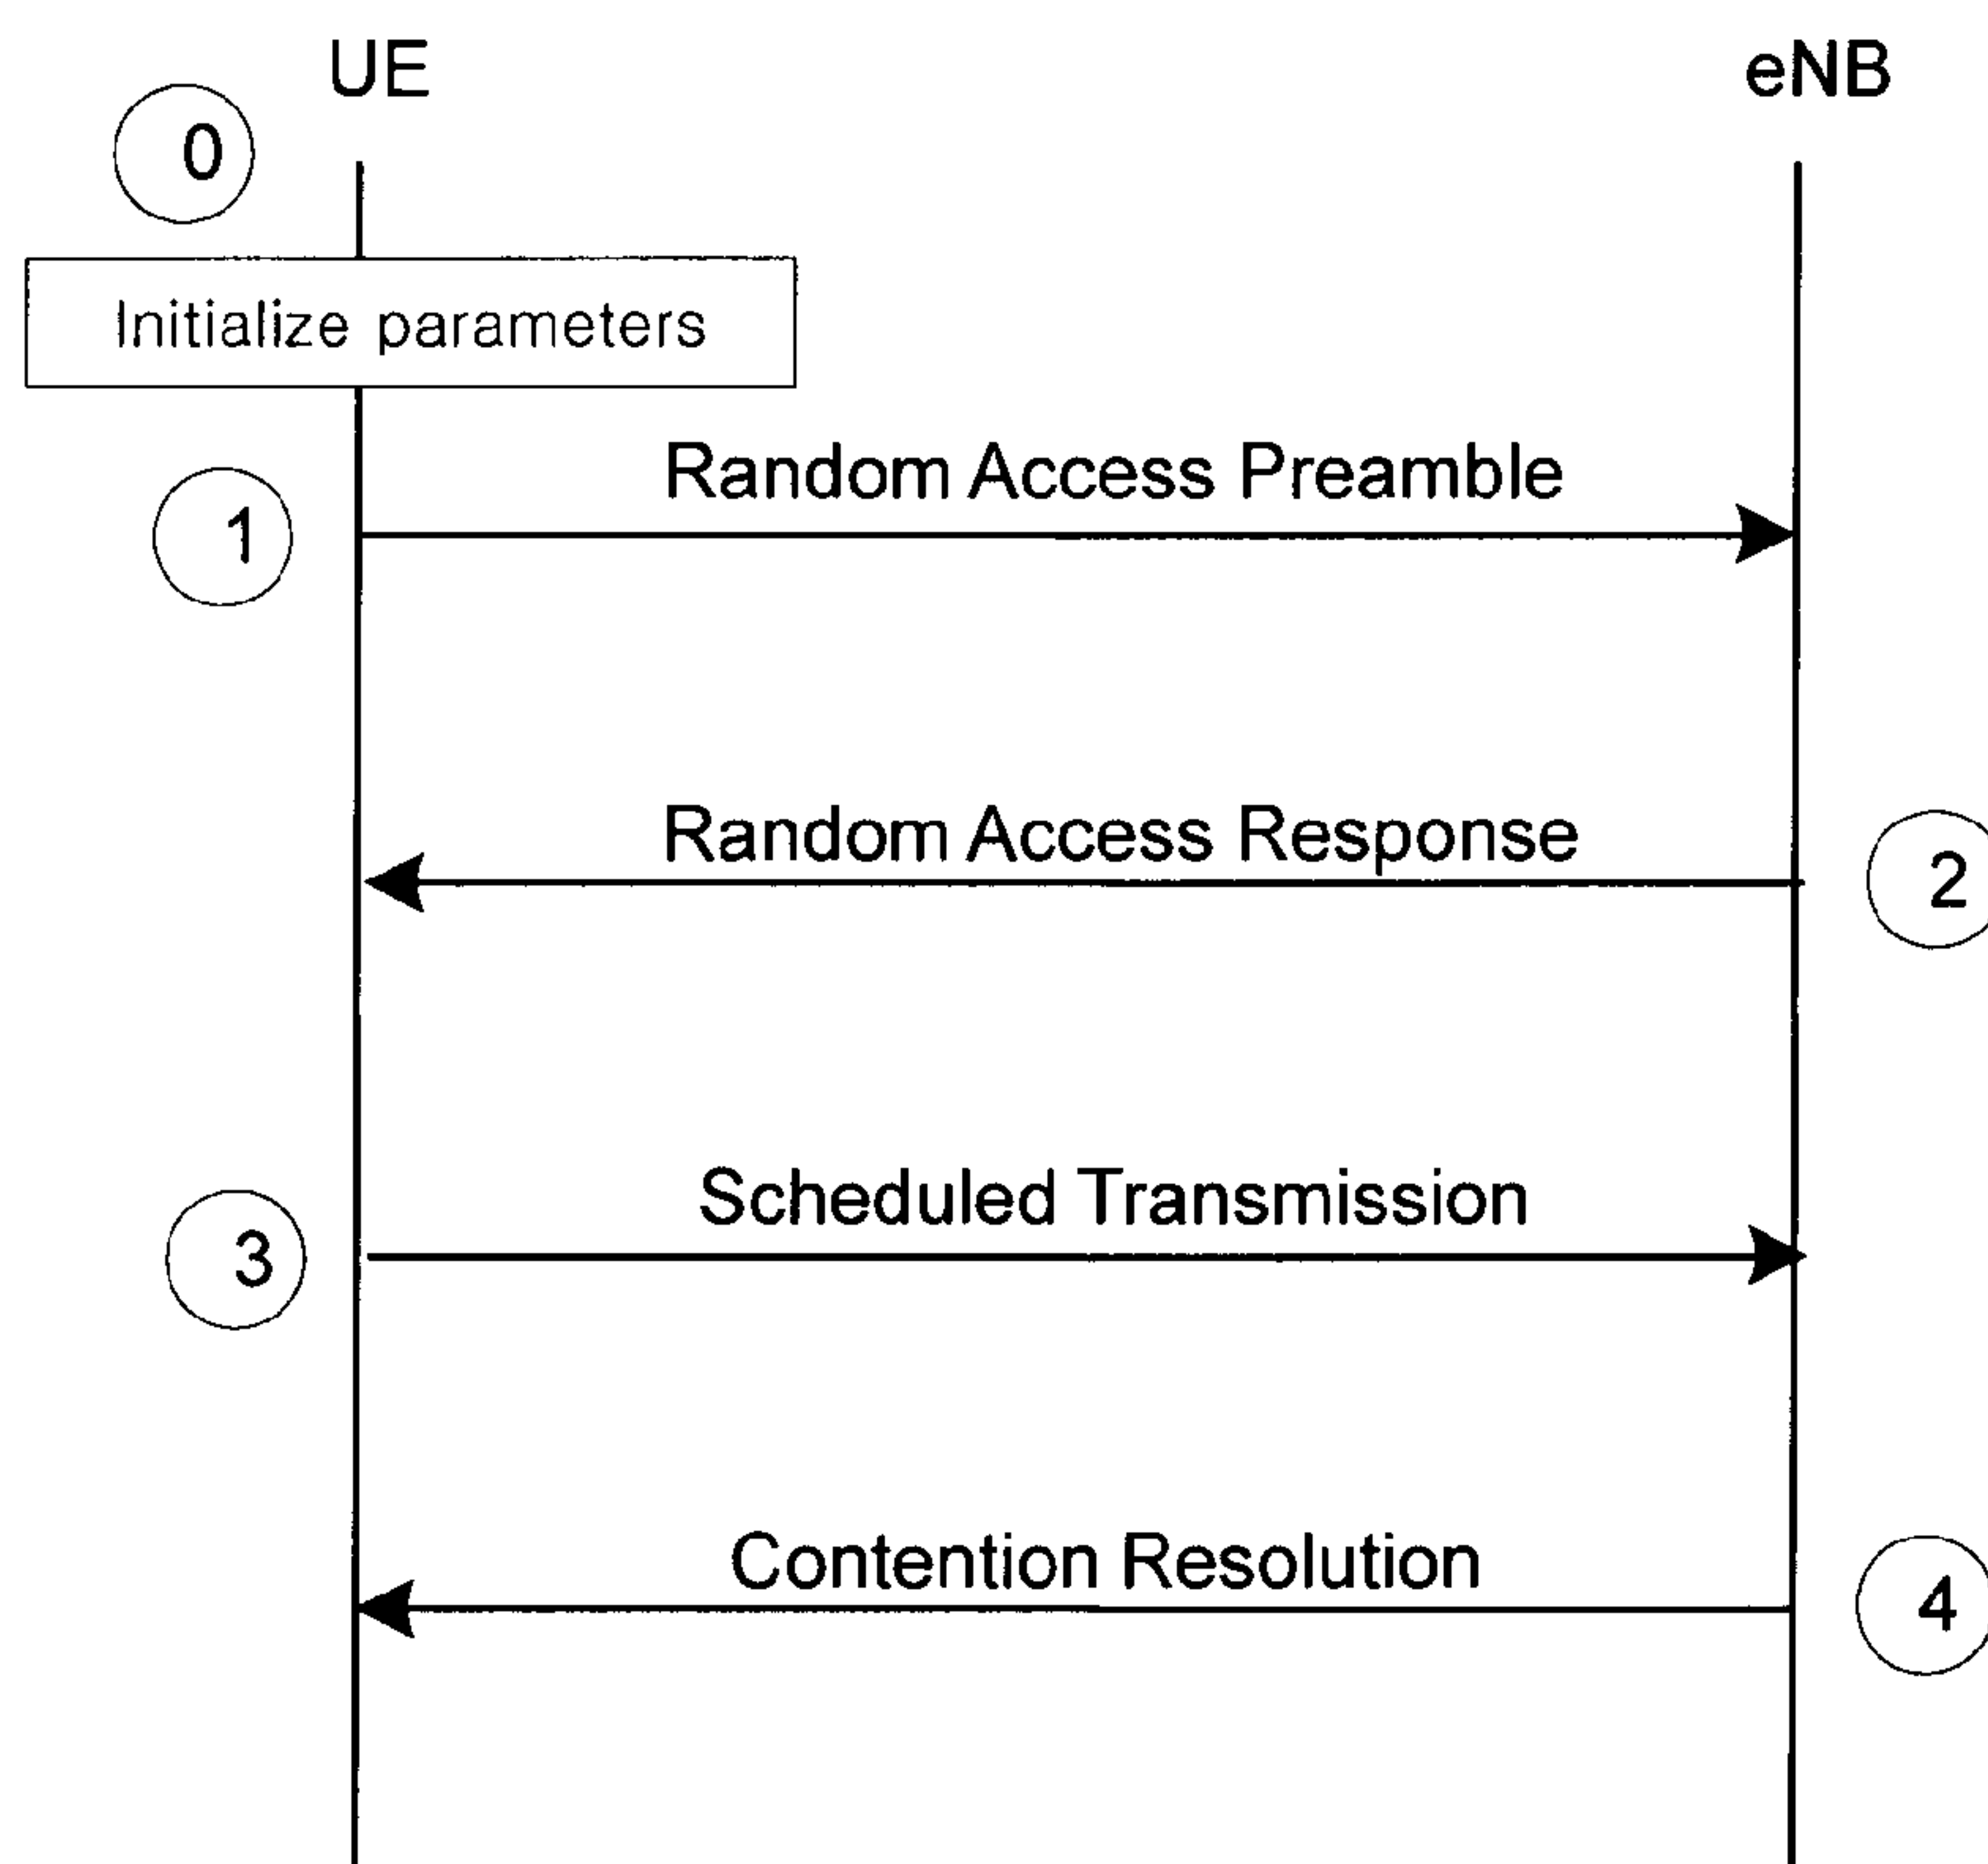 UE
eNB
0
Initialize parameters
Random Access Preamble
1
Random Access Response
2
Scheduled Transmission
3
Contention Resolution
4